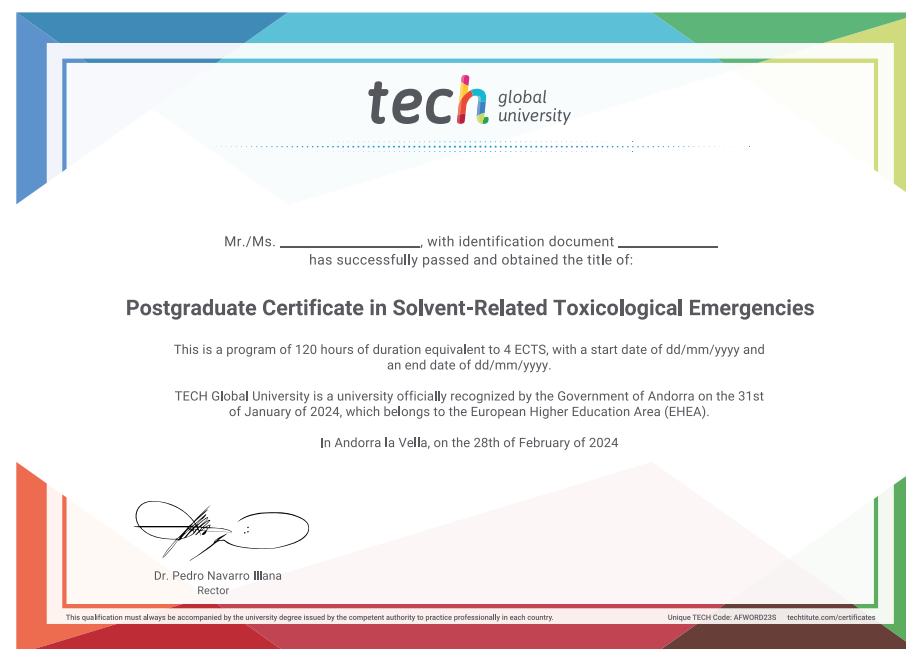 tech global university
Mr./Ms. ____________, with identification document ____________
has successfully passed and obtained the title of:
Postgraduate Certificate in Solvent-Related Toxicological Emergencies
This is a program of 120 hours of duration equivalent to 4 ECTS, with a start date of dd/mm/yyyy and
an end date of dd/mm/yyyy.
TECH Global University is a university officially recognized by the Government of Andorra on the 31st
of January of 2024, which belongs to the European Higher Education Area (EHEA).
In Andorra la Vella, on the 28th of February of 2024
Dr. Pedro Navarro Illana
Rector
This qualification must always be accompanied by the university degree issued by the competent authority to practice professionally in each country. Unique TECH Code: AFWORD23S techtitute.com/certificates